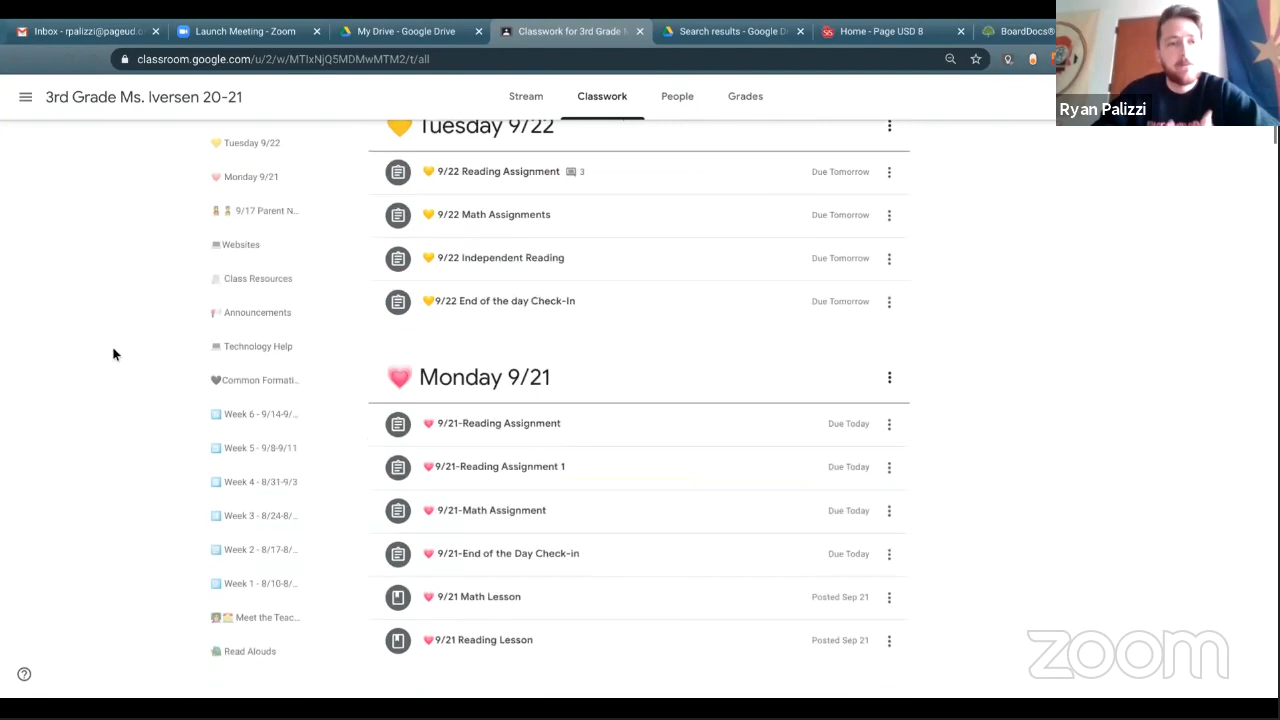 Inbox - rpalizzi@pageud.o
Launch Meeting - Zoom
My Drive - Google Drive
Classwork for 3rd Grade
Search results - Google D
Home - Page USD 8
BoardDocs®
classroom.google.com/u/2/w/MTIxNjQ5MDMwMTM2/t/all
Ryan Palizzi
3rd Grade Ms. Iversen 20-21
Stream
Classwork
People
Grades
Tuesday 9/22
Monday 9/21
9/17 Parent N...
Websites
Class Resources
Announcements
Technology Help
Common Formati...
Week 6 - 9/14-9/...
Week 5 - 9/8-9/11
Week 4 - 8/31-9/3
Week 3 - 8/24-8/...
Week 2 - 8/17-8/...
Week 1 - 8/10-8/...
Meet the Teac...
Read Alouds
Tuesday 9/22
9/22 Reading Assignment 3 Due Tomorrow
9/22 Math Assignments Due Tomorrow
9/22 Independent Reading Due Tomorrow
9/22 End of the day Check-In Due Tomorrow
Monday 9/21
9/21-Reading Assignment Due Today
9/21-Reading Assignment 1 Due Today
9/21-Math Assignment Due Today
9/21-End of the Day Check-in Due Today
9/21 Math Lesson Posted Sep 21
9/21 Reading Lesson Posted Sep 21
zoom